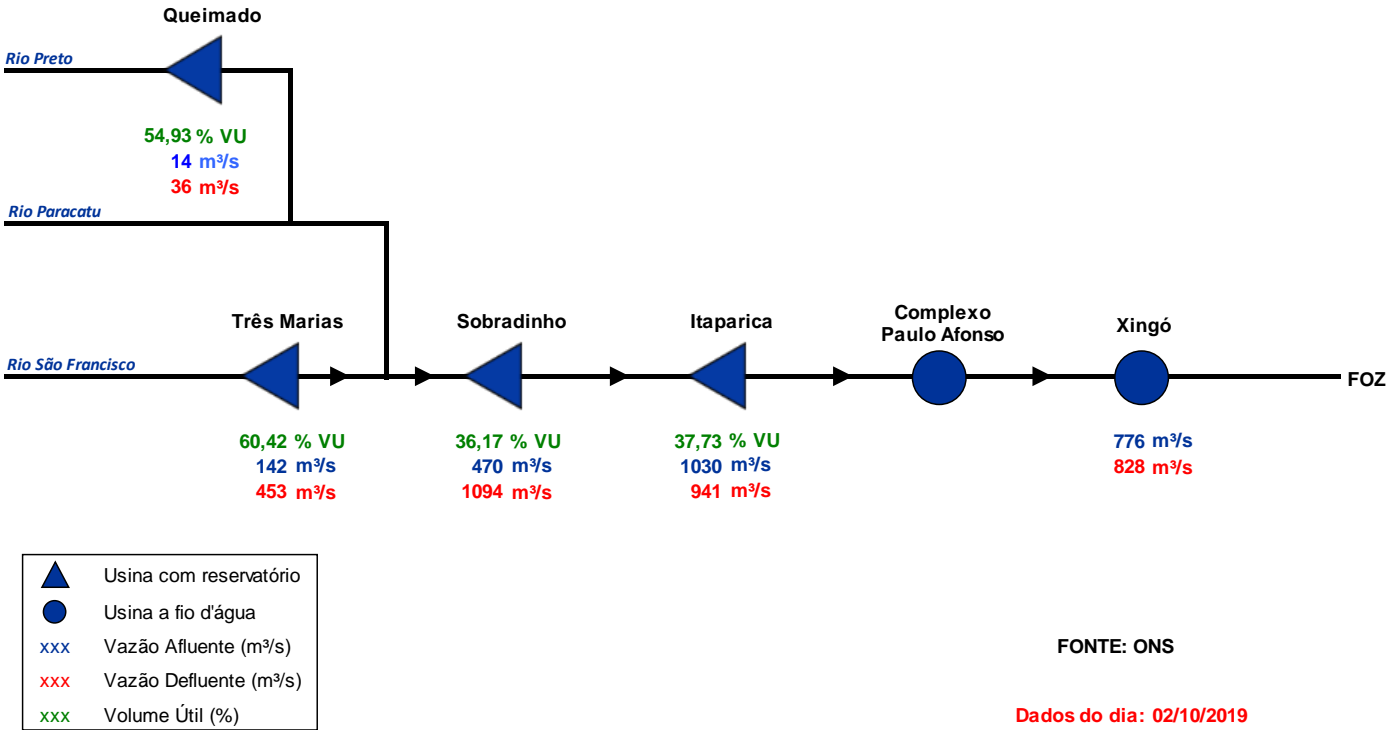 Queimado
Rio Preto
54,93 % VU
14 m³/s
36 m³/s
Rio Paracatu
Três Marias
Sobradinho
Itaparica
Complexo
Paulo Afonso
Xingó
Rio São Francisco
FOZ
60,42 % VU
142 m³/s
453 m³/s
36,17 % VU
470 m³/s
1094 m³/s
37,73 % VU
1030 m³/s
941 m³/s
776 m³/s
828 m³/s
Usina com reservatório
Usina a fio d'água
xxx Vazão Afluente (m³/s)
xxx Vazão Defluente (m³/s)
xxx Volume Útil (%)
FONTE: ONS
Dados do dia: 02/10/2019